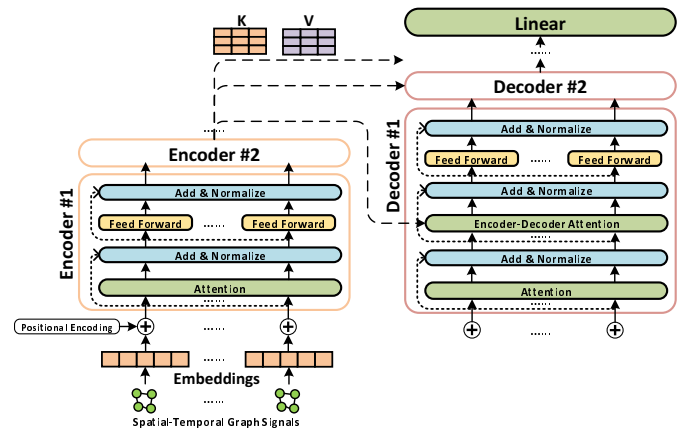 K
V
Linear
Decoder #2
Decoder #1
Add & Normalize
Feed Forward
......
Feed Forward
Add & Normalize
Encoder-Decoder Attention
......
Add & Normalize
Attention
......
......
......
Encoder #2
Encoder #1
Add & Normalize
Feed Forward
......
Feed Forward
Add & Normalize
Attention
......
Positional Encoding
......
......
Embeddings
......
Spatial-Temporal Graph Signals